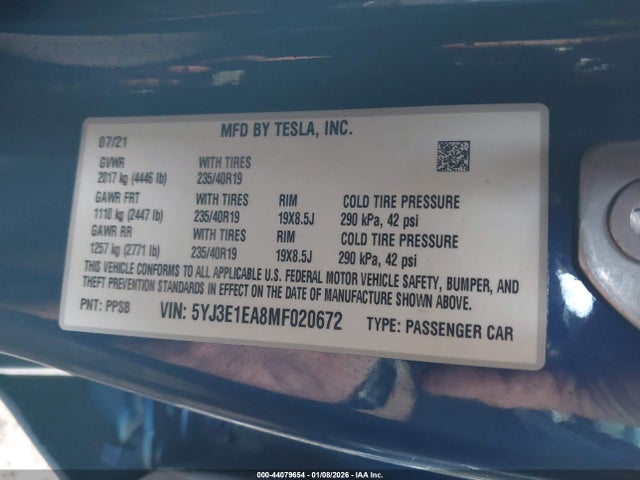 MFD BY TESLA, INC.
07/21
GVWR WITH TIRES
2017 kg (4446 lb) 235/40R19
GAWR FRT WITH TIRES RIM COLD TIRE PRESSURE
1110 kg (2447 lb) 235/40R19 19X8.5J 290 kPa, 42 psi
GAWR RR WITH TIRES RIM COLD TIRE PRESSURE
1257 kg (2771 lb) 235/40R19 19X8.5J 290 kPa, 42 psi
THIS VEHICLE CONFORMS TO ALL APPLICABLE U.S. FEDERAL MOTOR VEHICLE SAFETY, BUMPER, AND
THEFT PREVENTION STANDARDS IN EFFECT ON THE DATE OF MANUFACTURE SHOWN ABOVE.
PNT: PPSB VIN: 5YJ3E1EA8MF020672 TYPE: PASSENGER CAR
000-44079654 | 01/08/2026 - IAA Inc.